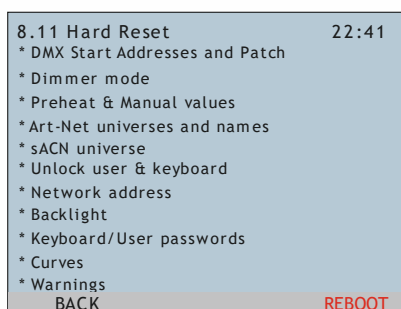 8.11 Hard Reset 22:41
* DMX Start Addresses and Patch
* Dimmer mode
* Preheat & Manual values
* Art-Net universes and names
* sACN universe
* Unlock user & keyboard
* Network address
* Backlight
* Keyboard/User passwords
* Curves
* Warnings
BACK REBOOT